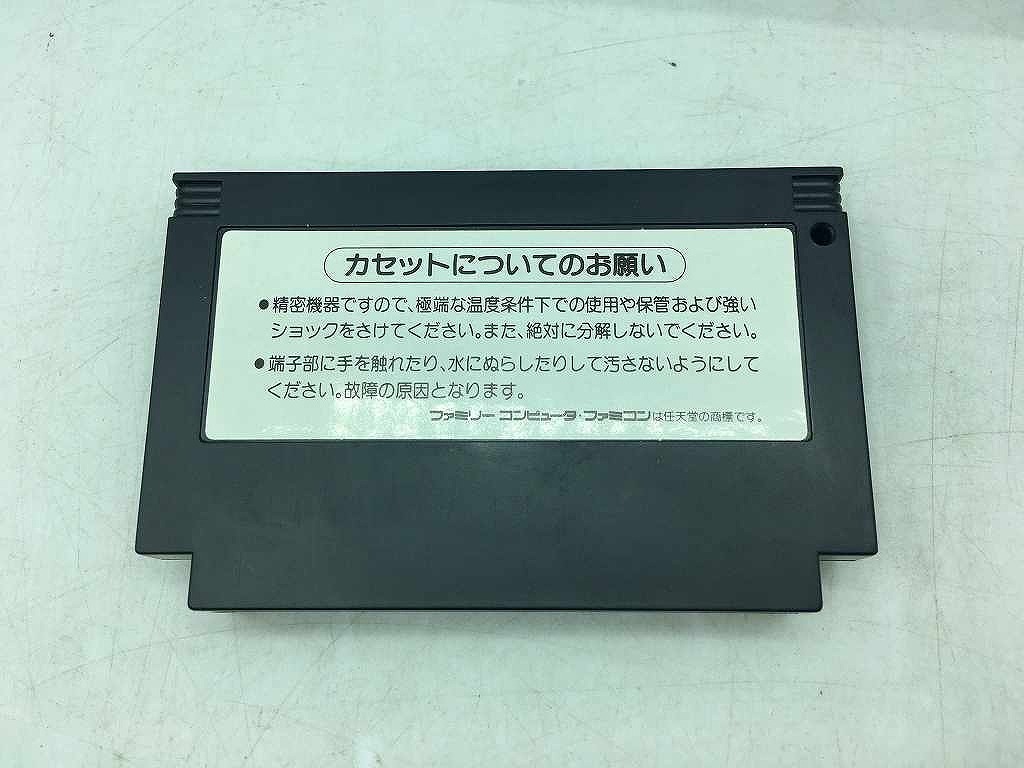 カセットについてのお願い
●精密機器ですので、極端な温度条件下での使用や保管および強い
ショックをさけてください。また、絶対に分解しないでください。
●端子部に手を触れたり、水にぬらしたりして汚さないようにして
ください。故障の原因となります。
ファミリーコンピュータ・ファミコンは任天堂の商標です。